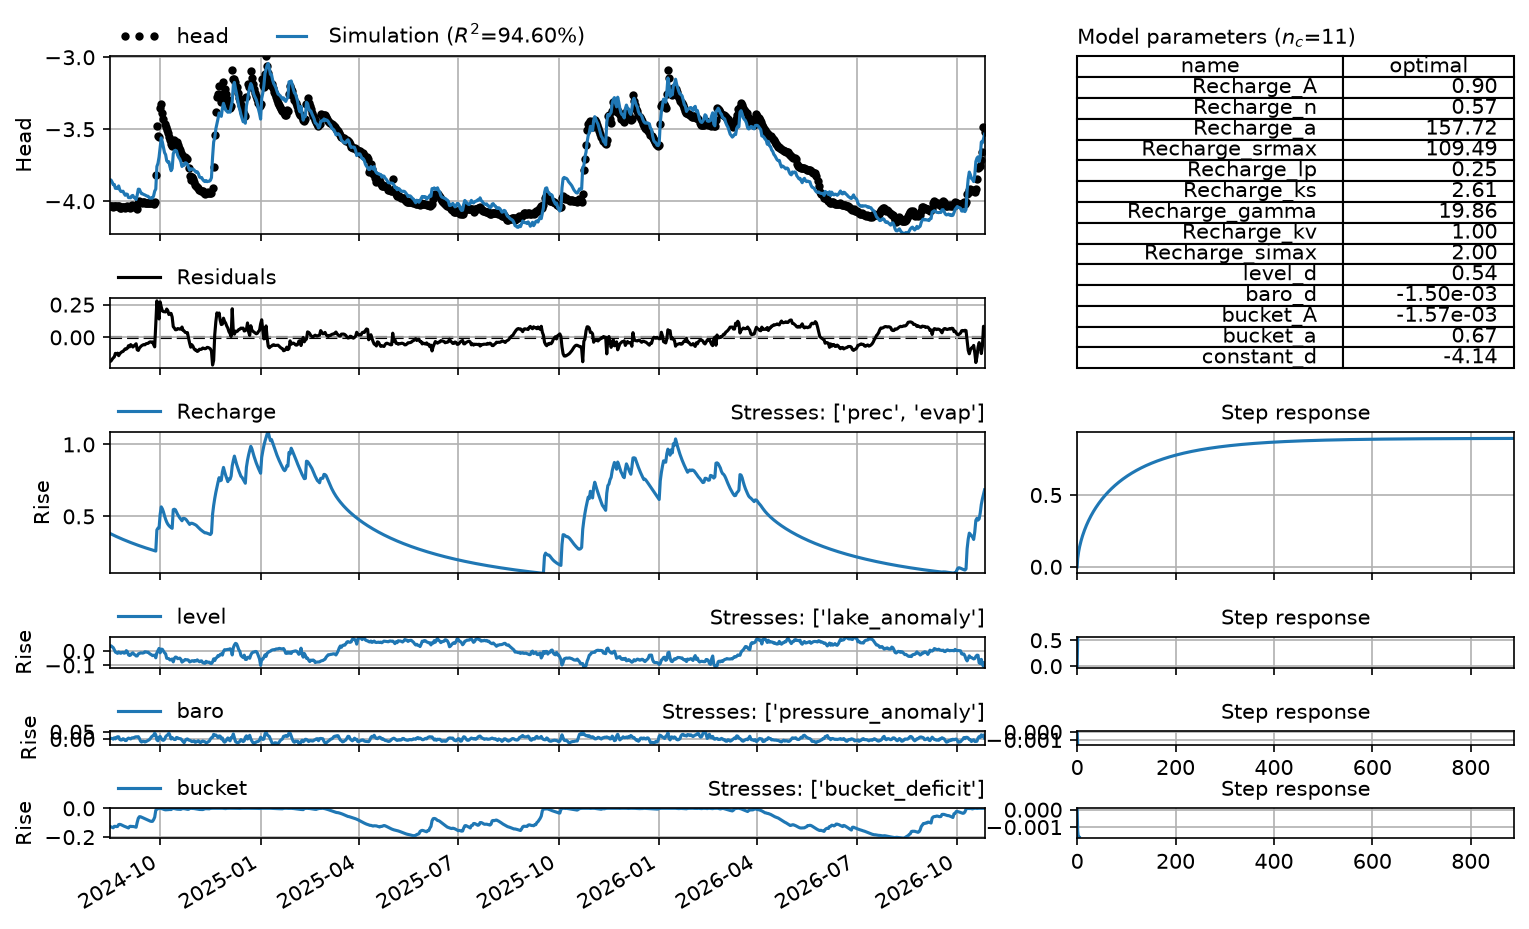 head Simulation (R²=94.60%)
−3.0
−3.5
−4.0
Head
Model parameters (n_c=11)
name optimal
Recharge_A 0.90
Recharge_n 0.57
Recharge_a 157.72
Recharge_srmax 109.49
Recharge_lp 0.25
Recharge_ks 2.61
Recharge_gamma 19.86
Recharge_kv 1.00
Recharge_simax 2.00
level_d 0.54
baro_d -1.50e-03
bucket_A -1.57e-03
bucket_a 0.67
constant_d -4.14
Residuals
0.25
0.00
Recharge Stresses: ['prec', 'evap']
1.0
0.5
Rise
Step response
0.5
0.0
level Stresses: ['lake_anomaly']
0.0
−0.1
Rise
Step response
0.5
0.0
baro Stresses: ['pressure_anomaly']
0.05
0.00
Rise
Step response
−0.000
−0.001
0 200 400 600 800
bucket Stresses: ['bucket_deficit']
0.0
−0.2
Rise
2024-10 2025-01 2025-04 2025-07 2025-10 2026-01 2026-04 2026-07 2026-10
Step response
0.000
−0.001
0 200 400 600 800